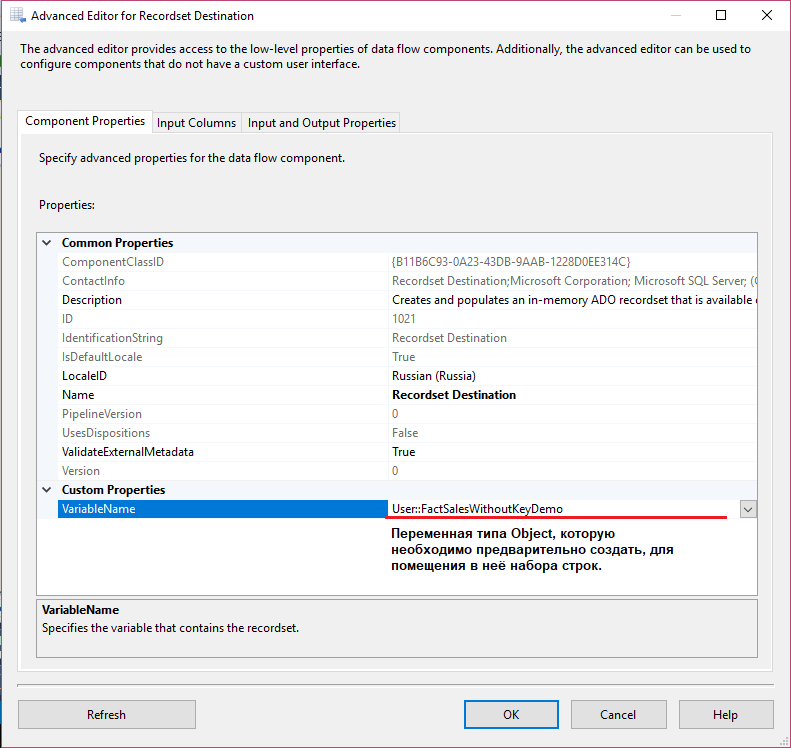 Advanced Editor for Recordset Destination
The advanced editor provides access to the low-level properties of data flow components. Additionally, the advanced editor can be used to
configure components that do not have a custom user interface.
Component Properties Input Columns Input and Output Properties
Specify advanced properties for the data flow component.
Properties:
Common Properties
ComponentClassID {B11B6C93-0A23-43DB-9AAB-1228D0EE314C}
ContactInfo Recordset Destination;Microsoft Corporation; Microsoft SQL Server; (
Description Creates and populates an in-memory ADO recordset that is available
ID 1021
IdentificationString Recordset Destination
IsDefaultLocale True
LocaleID Russian (Russia)
Name Recordset Destination
PipelineVersion 0
UsesDispositions False
ValidateExternalMetadata True
Version 0
Custom Properties
VariableName User::FactSalesWithoutKeyDemo
Переменная типа Object, которую
необходимо предварительно создать, для
помещения в неё набора строк.
VariableName
Specifies the variable that contains the recordset.
Refresh OK Cancel Help